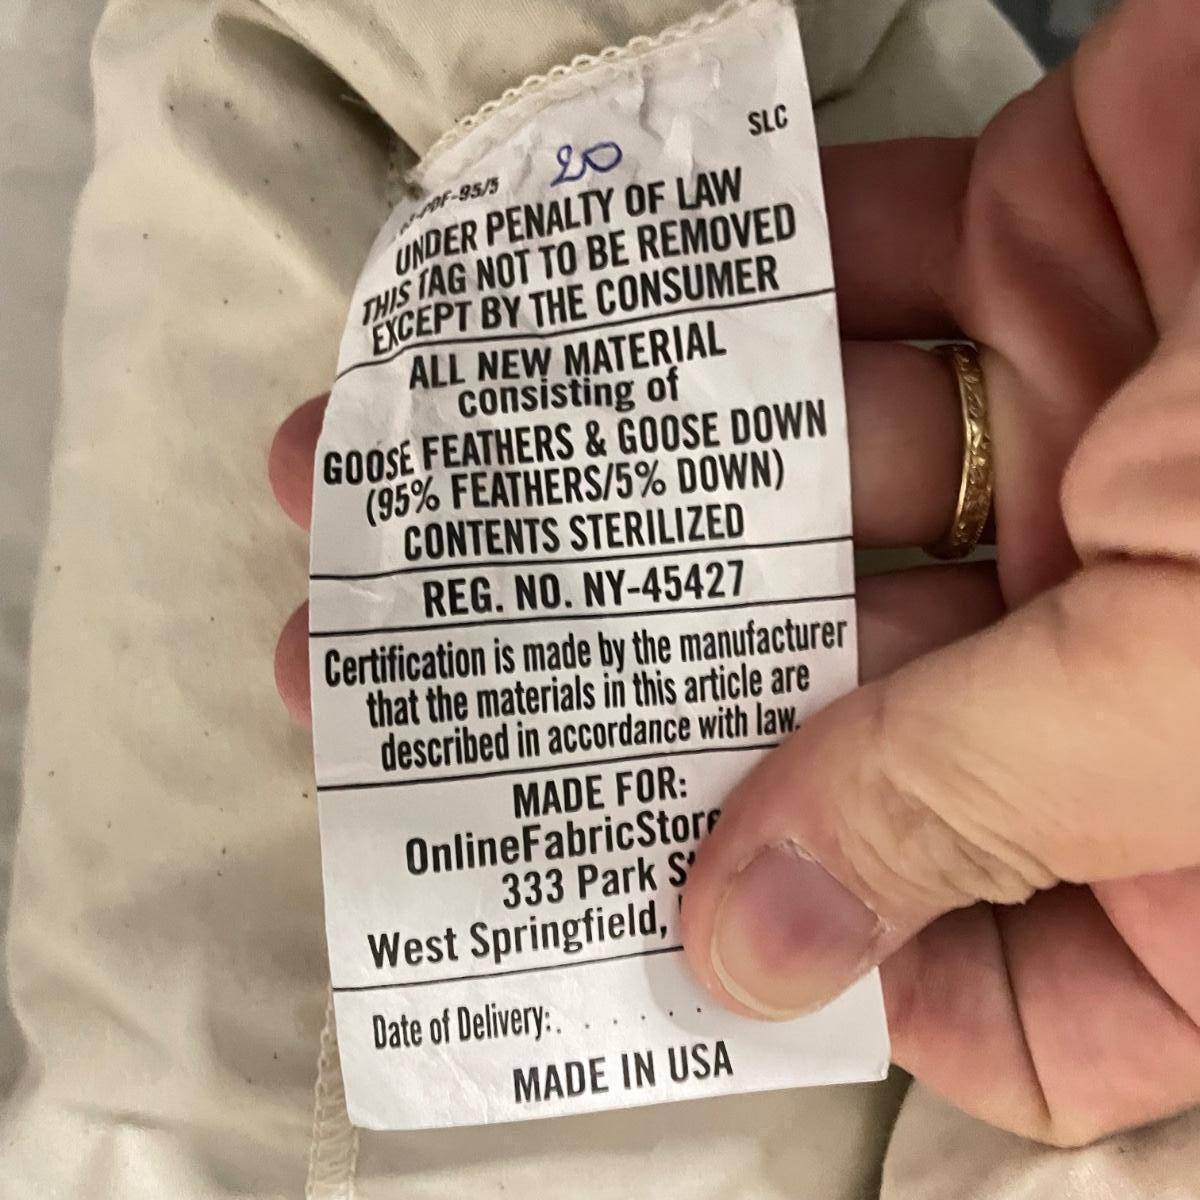 SLC
20
UNDER PENALTY OF LAW
THIS TAG NOT TO BE REMOVED
EXCEPT BY THE CONSUMER
ALL NEW MATERIAL
consisting of
GOOSE FEATHERS & GOOSE DOWN
(95% FEATHERS/5% DOWN)
CONTENTS STERILIZED
REG. NO. NY-45427
Certification is made by the manufacturer
that the materials in this article are
described in accordance with law.
MADE FOR:
OnlineFabricStore
333 Park
West Springfield,
Date of Delivery:. . . . . .
MADE IN USA